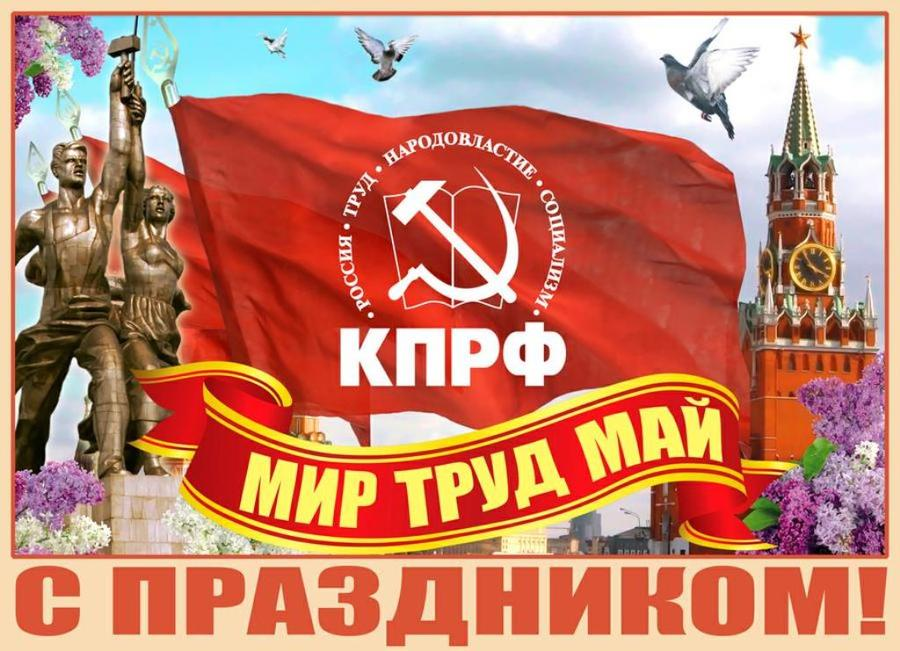 • РОССИЯ • ТРУД • НАРОДОВЛАСТИЕ • СОЦИАЛИЗМ •
КПРФ
МИР ТРУД МАЙ
С ПРАЗДНИКОМ!